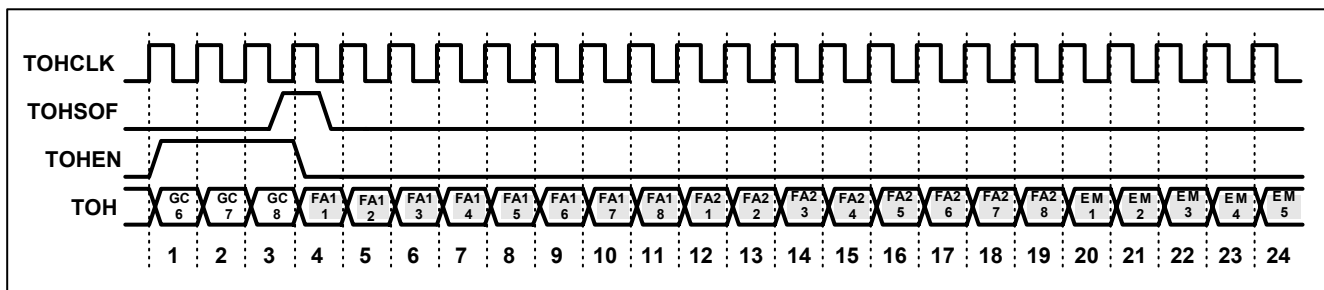 TOHCLK
TOHSOF
TOHEN
TOH
GC GC GC FA1 FA1 FA1 FA1 FA1 FA1 FA1 FA1 FA2 FA2 FA2 FA2 FA2 FA2 FA2 FA2 EM EM EM EM EM
6 7 8 1 2 3 4 5 6 7 8 1 2 3 4 5 6 7 8 1 2 3 4 5
1 2 3 4 5 6 7 8 9 10 11 12 13 14 15 16 17 18 19 20 21 22 23 24